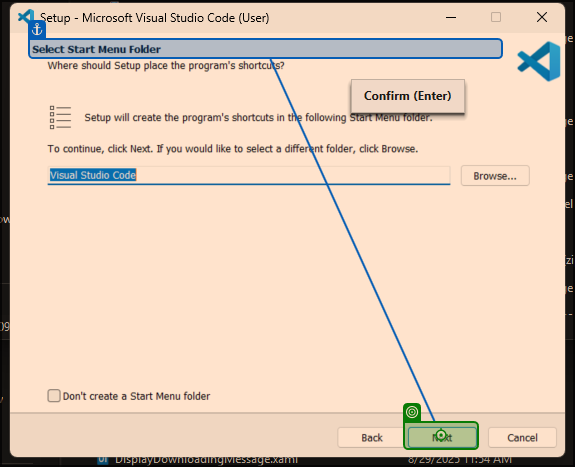 Setup - Microsoft Visual Studio Code (User)
Select Start Menu Folder
Where should Setup place the program's shortcuts?
Confirm (Enter)
Setup will create the program's shortcuts in the following Start Menu folder.
To continue, click Next. If you would like to select a different folder, click Browse.
Visual Studio Code
Browse...
Don't create a Start Menu folder
Back
Next
Cancel
DisplayDownloadingMessage.xaml
8/29/2025 11:54 AM